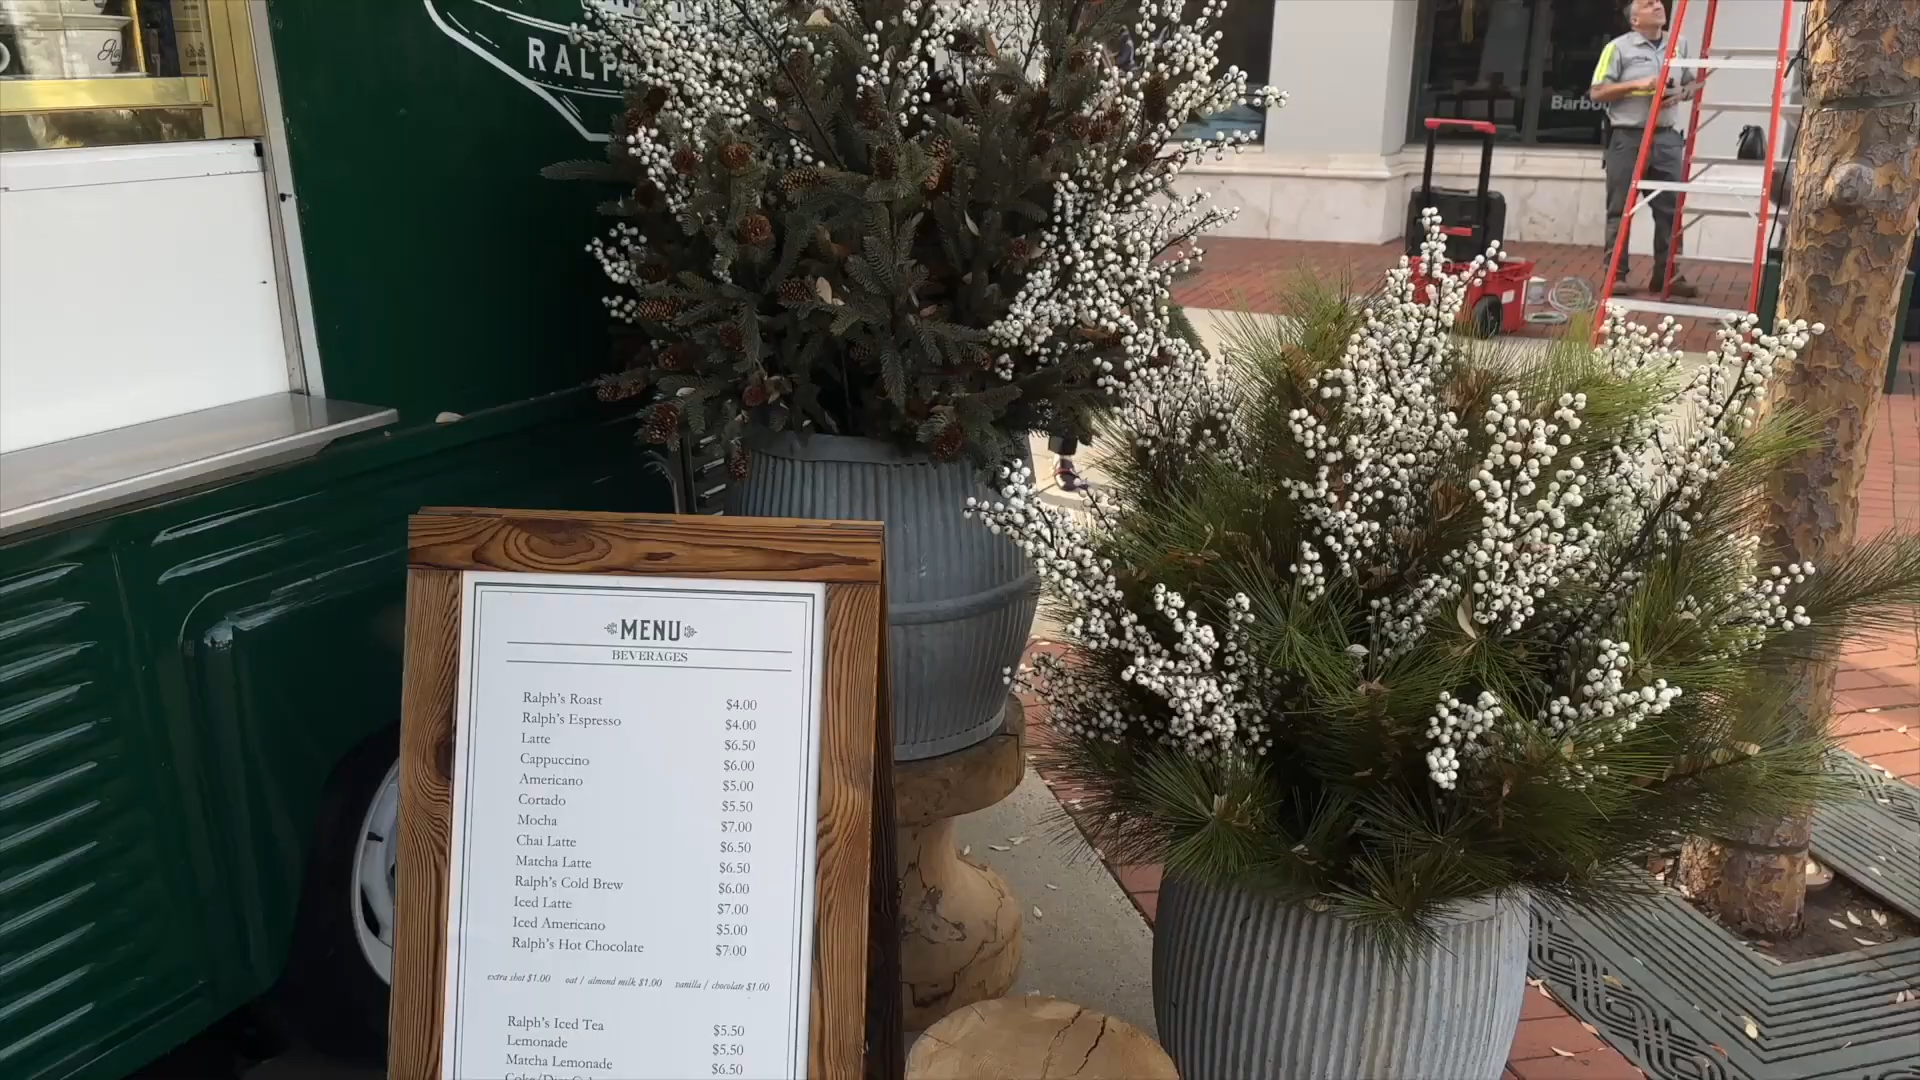 RALP
Barbou
MENU
BEVERAGES
Ralph's Roast $4.00
Ralph's Espresso $4.00
Latte $6.50
Cappuccino $6.00
Americano $5.00
Cortado $5.50
Mocha $7.00
Chai Latte $6.50
Matcha Latte $6.50
Ralph's Cold Brew $6.00
Iced Latte $7.00
Iced Americano $5.00
Ralph's Hot Chocolate $7.00
extra shot $1.00 oat / almond milk $1.00 vanilla / chocolate $1.00
Ralph's Iced Tea $5.50
Lemonade $5.50
Matcha Lemonade $6.50